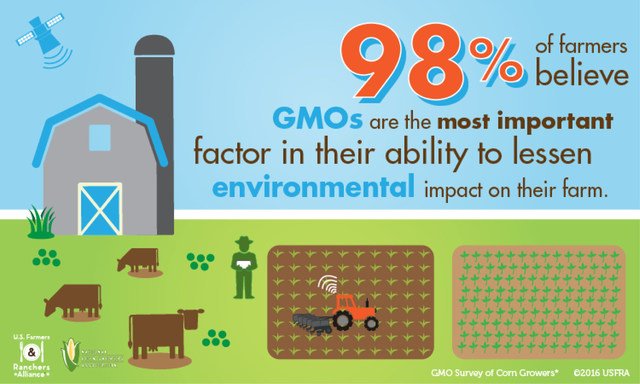 98% of farmers
believe
GMOs are the most important
factor in their ability to lessen
environmental impact on their farm.
U.S. Farmers
&
Ranchers
Alliance
GMO Survey of Corn Growers* ©2016 USFRA